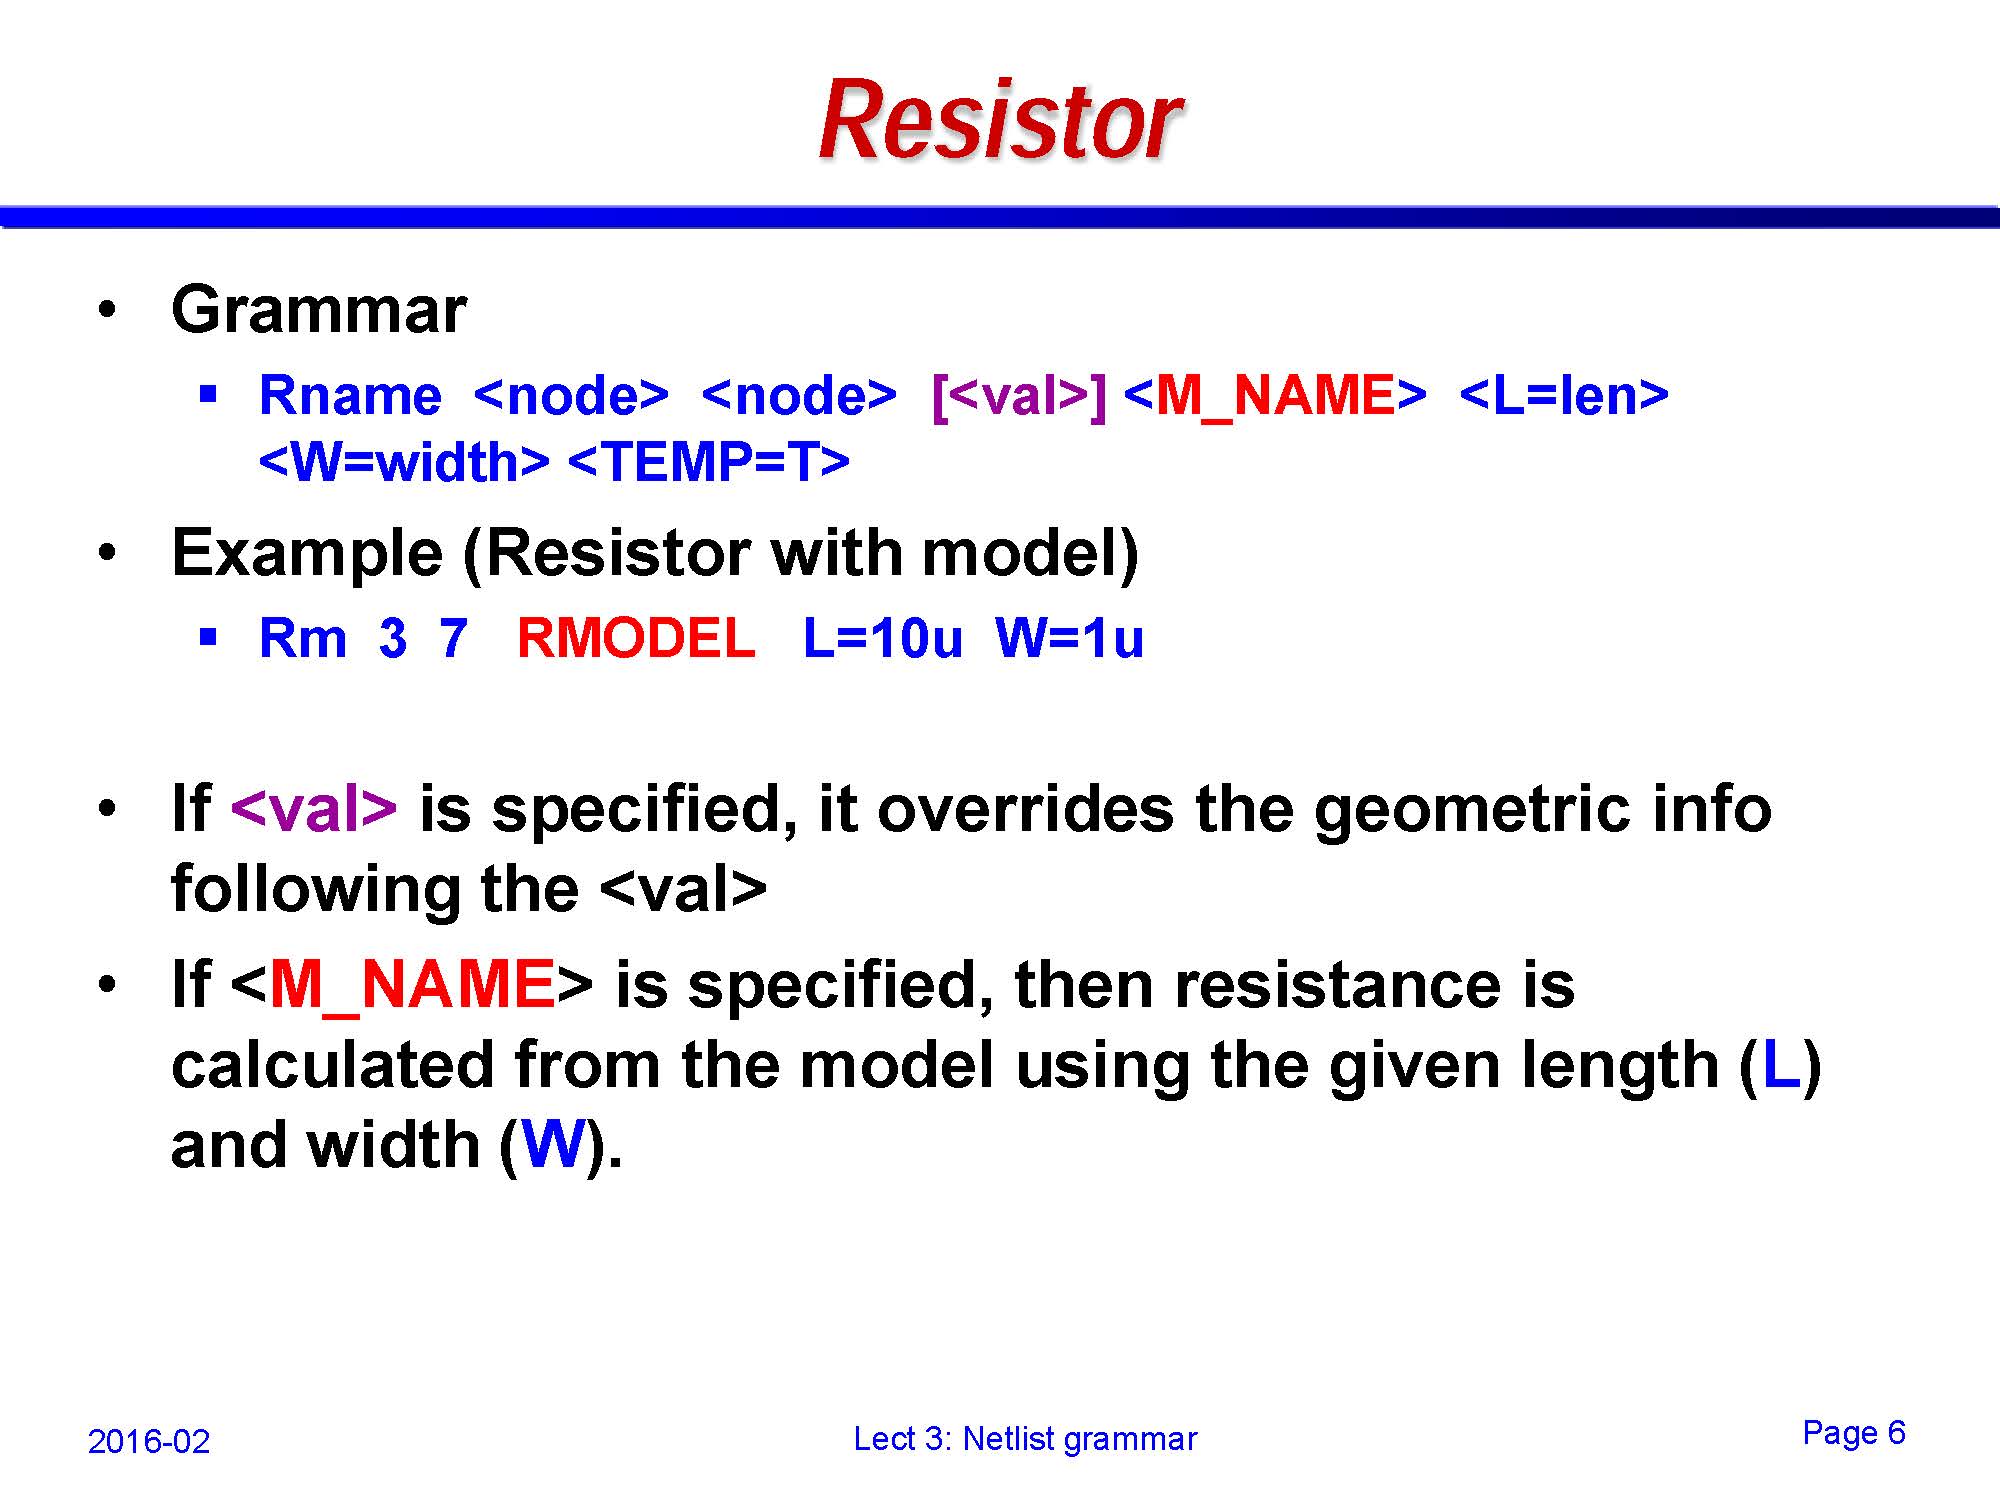 Resistor
• Grammar
▪ Rname <node> <node> [<val>] <M_NAME> <L=len>
<W=width> <TEMP=T>
• Example (Resistor with model)
▪ Rm 3 7 RMODEL L=10u W=1u
• If <val> is specified, it overrides the geometric info
following the <val>
• If <M_NAME> is specified, then resistance is
calculated from the model using the given length (L)
and width (W).
2016-02
Lect 3: Netlist grammar
Page 6